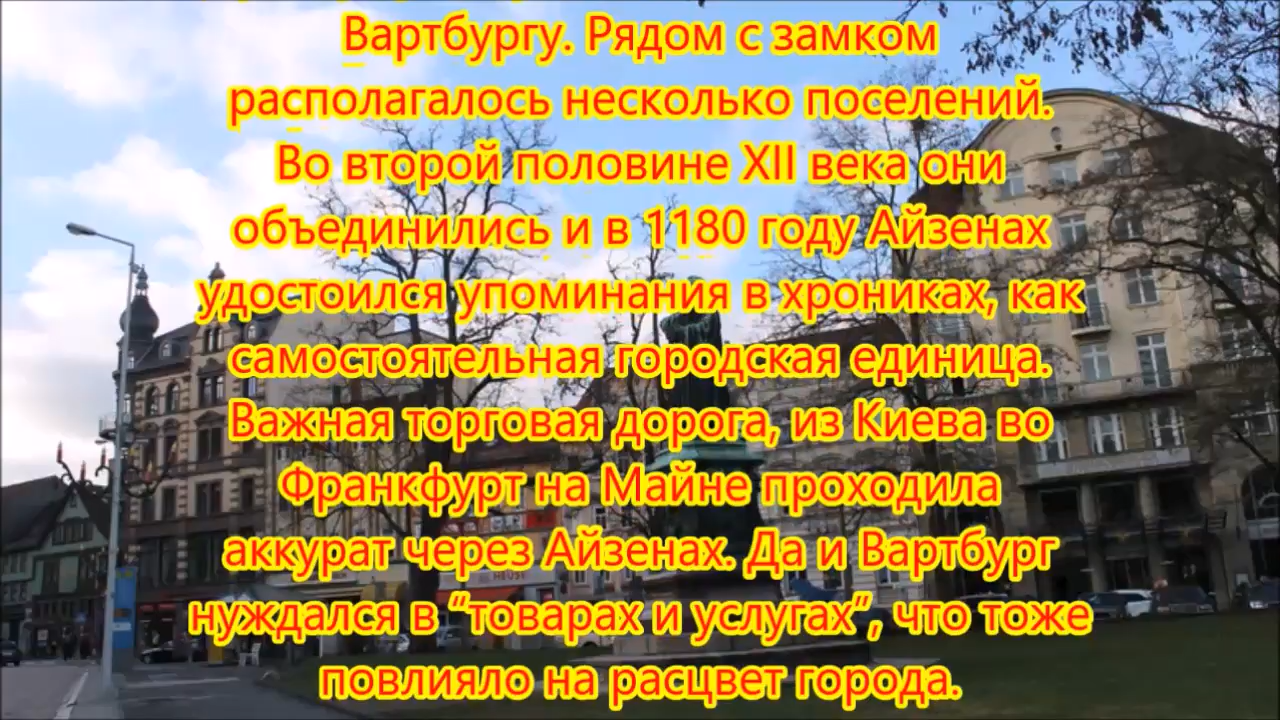 Вартбургу. Рядом с замком
располагалось несколько поселений.
Во второй половине XII века они
объединились и в 1180 году Айзенах
удостоился упоминания в хрониках, как
самостоятельная городская единица.
Важная торговая дорога, из Киева во
Франкфурт на Майне проходила
аккурат через Айзенах. Да и Вартбург
нуждался в “товарах и услугах”, что тоже
повлияло на расцвет города.